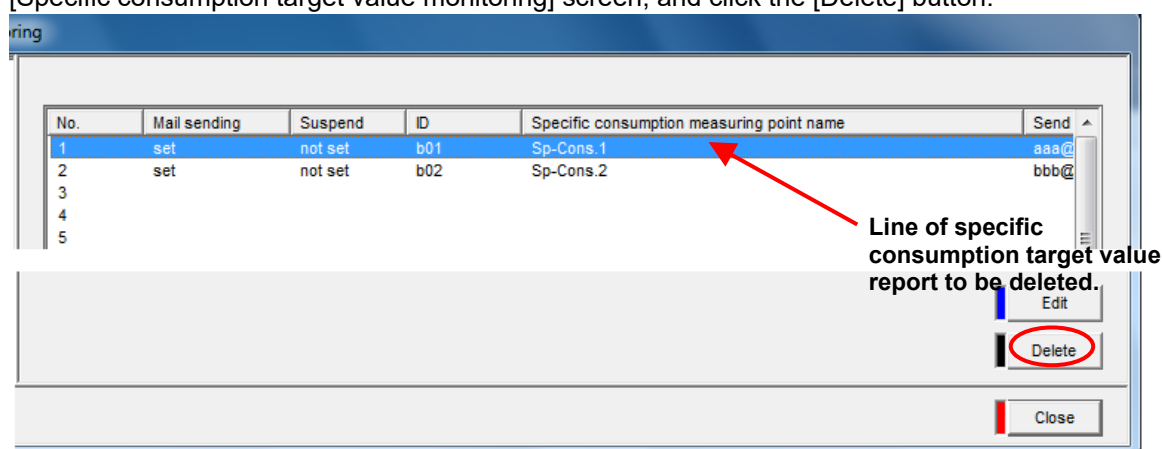 [Specific consumption target value monitoring] screen, and click the [Delete] button.
ring
No. Mail sending Suspend ID Specific consumption measuring point name Send
1 set not set b01 Sp-Cons.1 aaa@
2 set not set b02 Sp-Cons.2 bbb@
3
4
5
Line of specific
consumption target value
report to be deleted.
Edit
Delete
Close